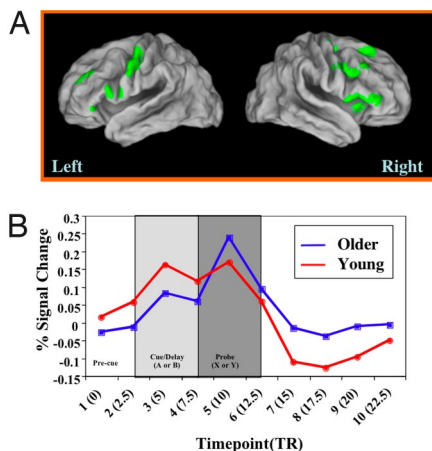 A
Left
Right
B
0.3
0.25
0.2
0.15
0.1
0.05
0
-0.05
-0.1
-0.15
% Signal Change
Older
Young
Pre-cue
Cue/Delay
(A or B)
Probe
(X or Y)
1 (0)
2 (2.5)
3 (5)
4 (7.5)
5 (10)
6 (12.5)
7 (15)
8 (17.5)
9 (20)
10 (22.5)
Timepoint(TR)